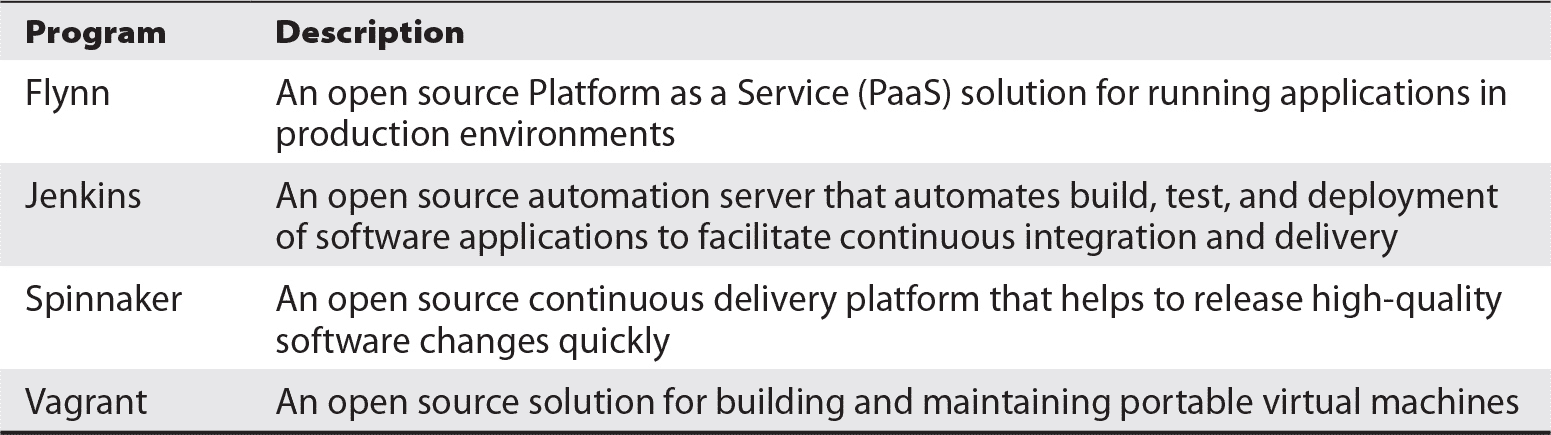 Program Description
Flynn An open source Platform as a Service (PaaS) solution for running applications in
production environments
Jenkins An open source automation server that automates build, test, and deployment
of software applications to facilitate continuous integration and delivery
Spinnaker An open source continuous delivery platform that helps to release high-quality
software changes quickly
Vagrant An open source solution for building and maintaining portable virtual machines